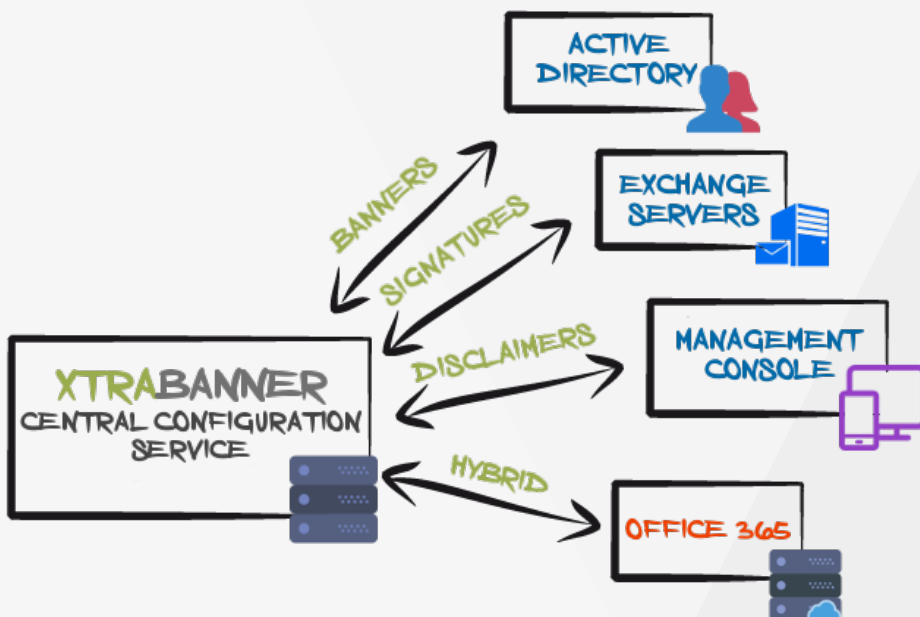 ACTIVE
DIRECTORY
BANNERS
EXCHANGE
SERVERS
SIGNATURES
MANAGEMENT
CONSOLE
DISCLAIMERS
XTRABANNER
CENTRAL CONFIGURATION
SERVICE
HYBRID
OFFICE 365